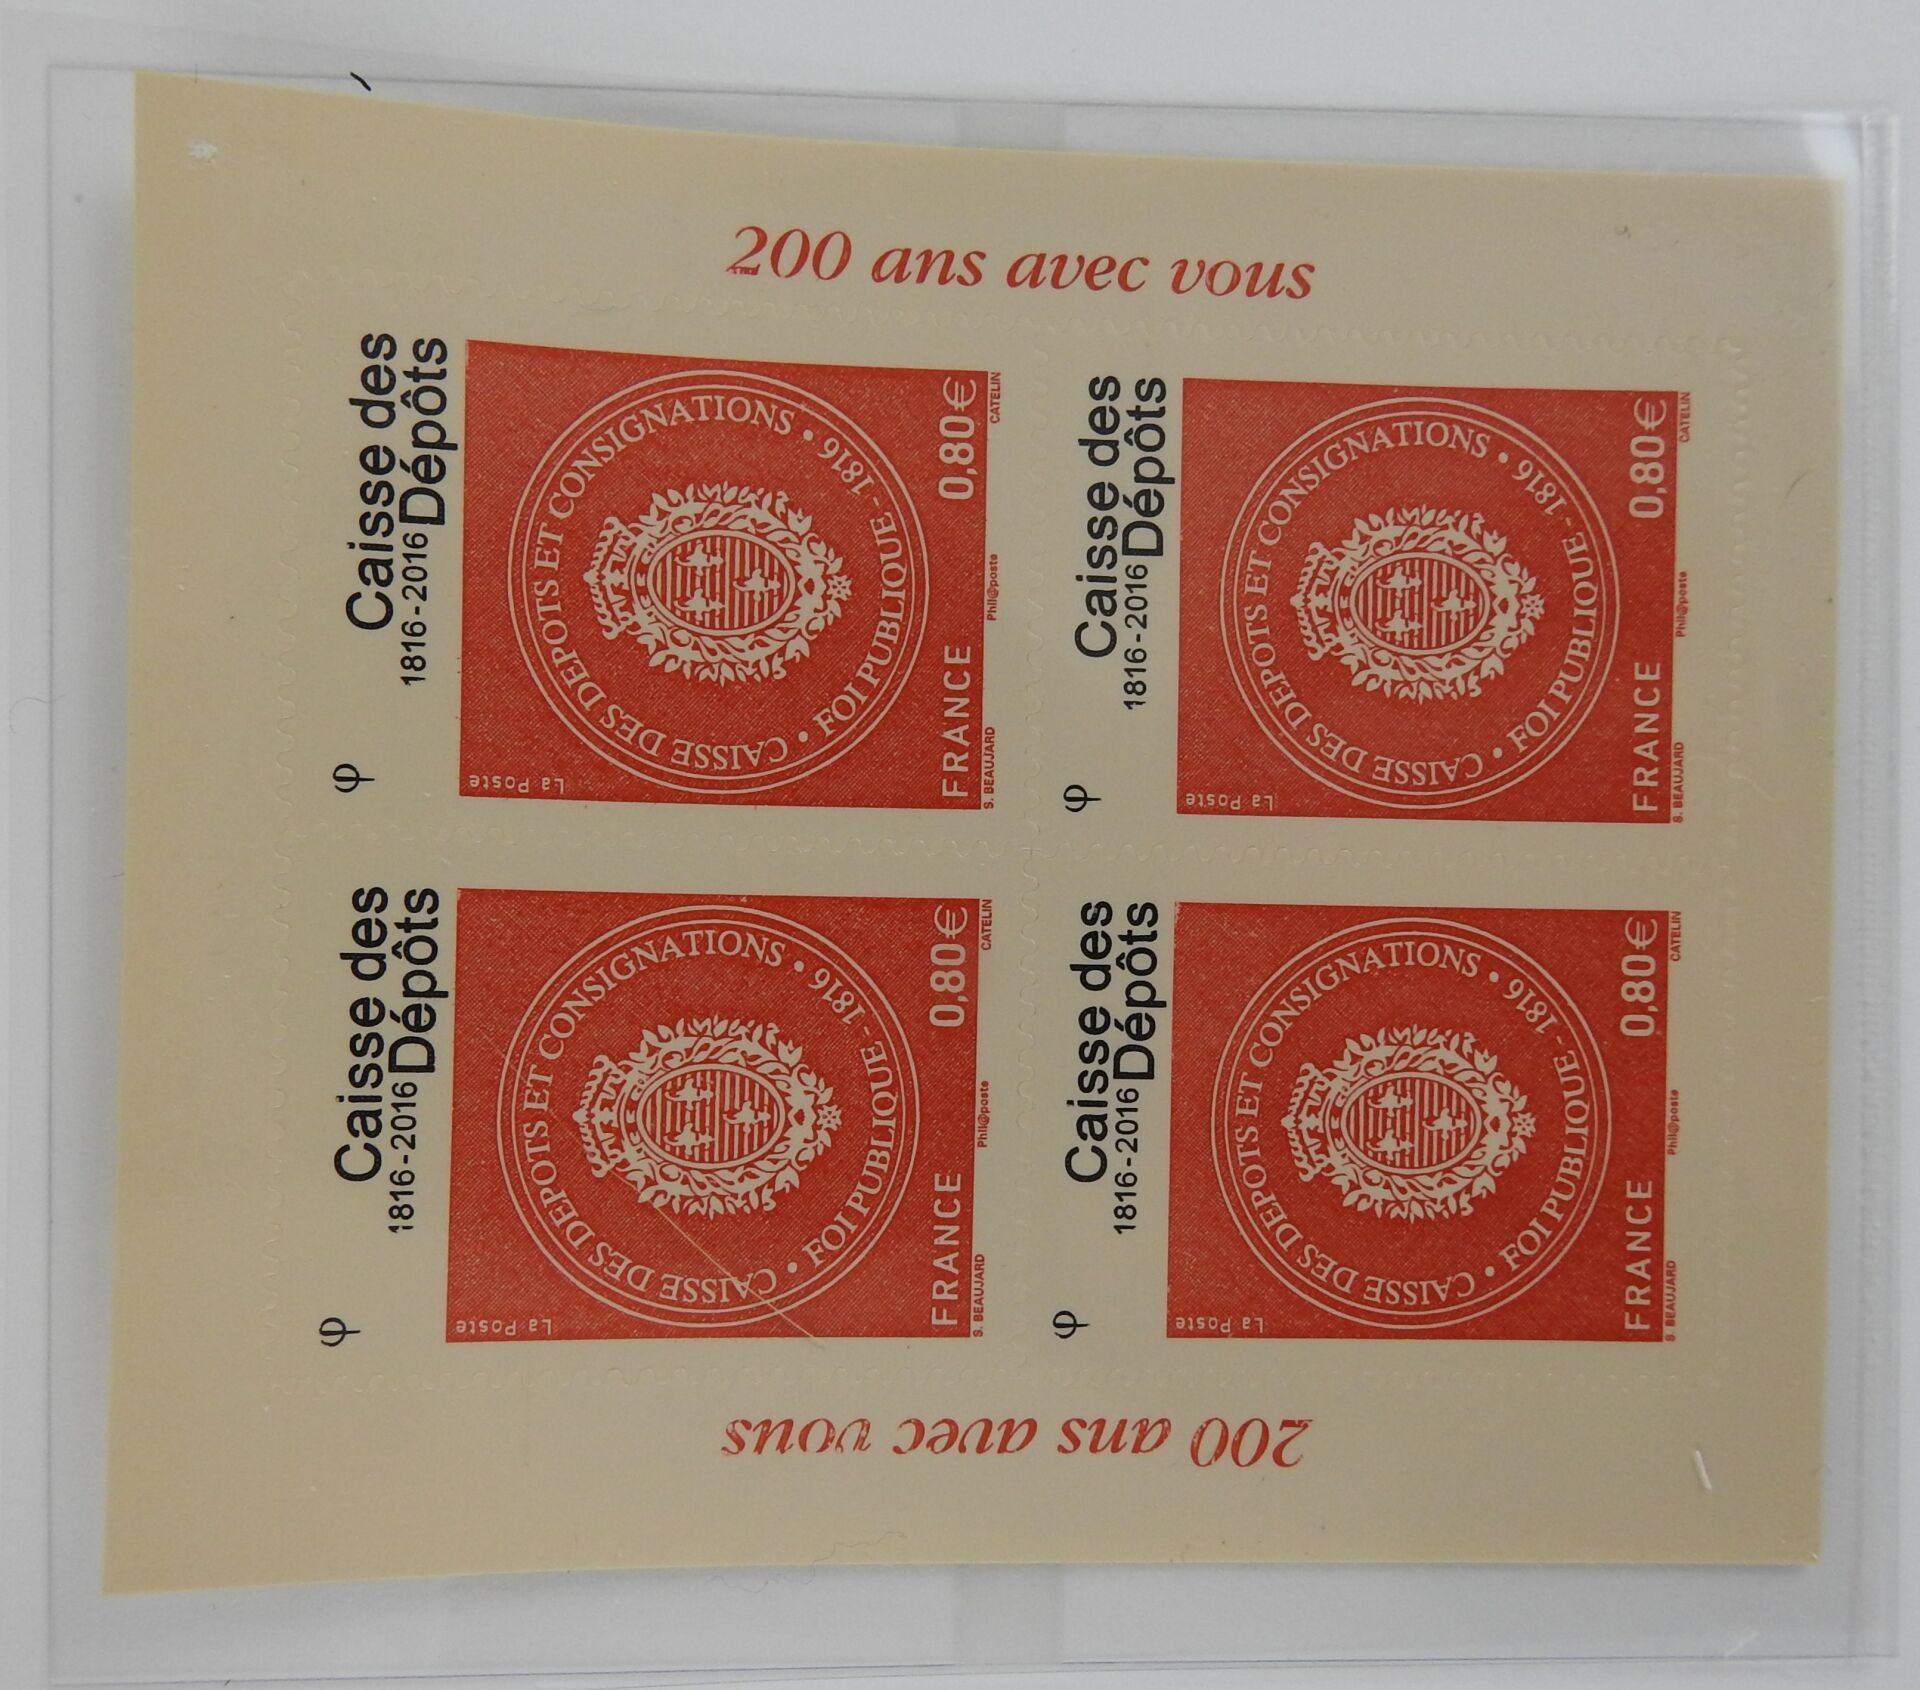 200 ans avec vous
Caisse des
1816-2016 Dépôts
φ
La Poste
CAISSE DES DEPOTS ET CONSIGNATIONS • 1816 - 1816 • FOI PUBLIQUE
FRANCE 0,80€
S. BEAUJARD Phil@poste CATELIN
Caisse des
1816-2016 Dépôts
φ
La Poste
CAISSE DES DEPOTS ET CONSIGNATIONS • 1816 - 1816 • FOI PUBLIQUE
FRANCE 0,80€
S. BEAUJARD Phil@poste CATELIN
Caisse des
1816-2016 Dépôts
φ
La Poste
CAISSE DES DEPOTS ET CONSIGNATIONS • 1816 - 1816 • FOI PUBLIQUE
FRANCE 0,80€
S. BEAUJARD Phil@poste CATELIN
Caisse des
1816-2016 Dépôts
φ
La Poste
CAISSE DES DEPOTS ET CONSIGNATIONS • 1816 - 1816 • FOI PUBLIQUE
FRANCE 0,80€
S. BEAUJARD Phil@poste CATELIN
200 ans avec vous